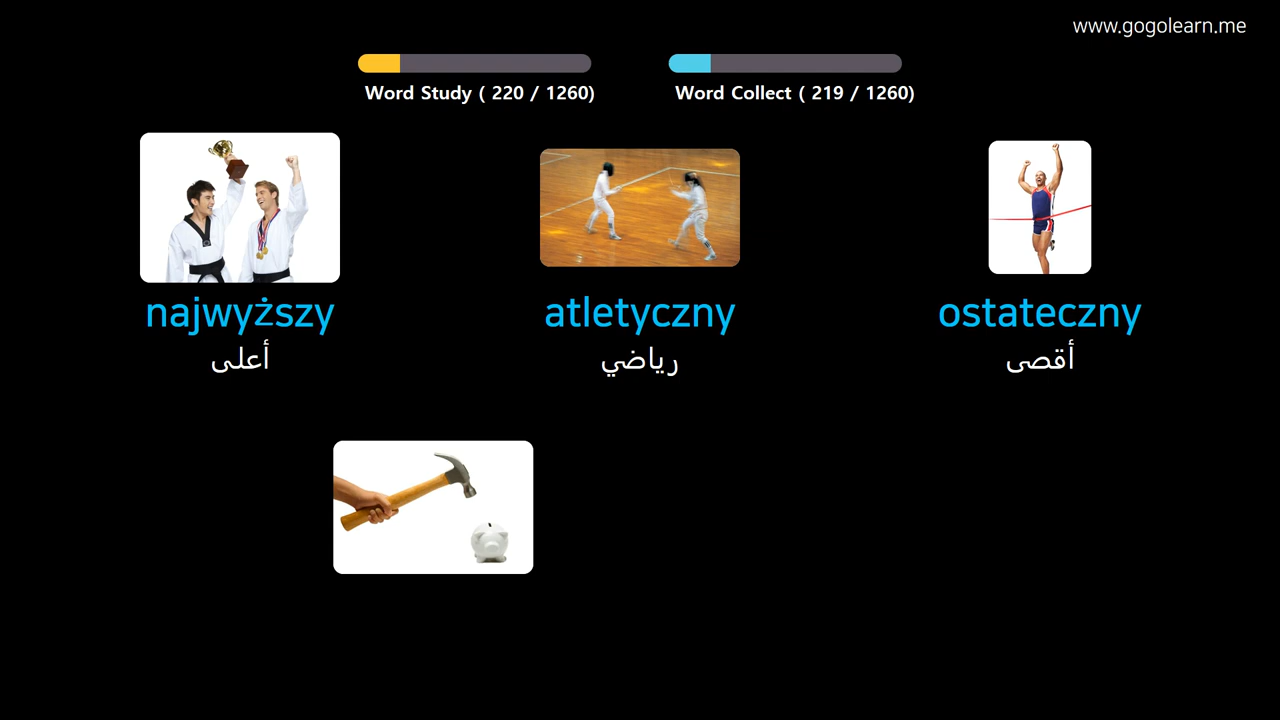 www.gogolearn.me
Word Study ( 220 / 1260)
Word Collect ( 219 / 1260)
najwyższy
atletyczny
ostateczny
أعلى
رياضي
أقصى